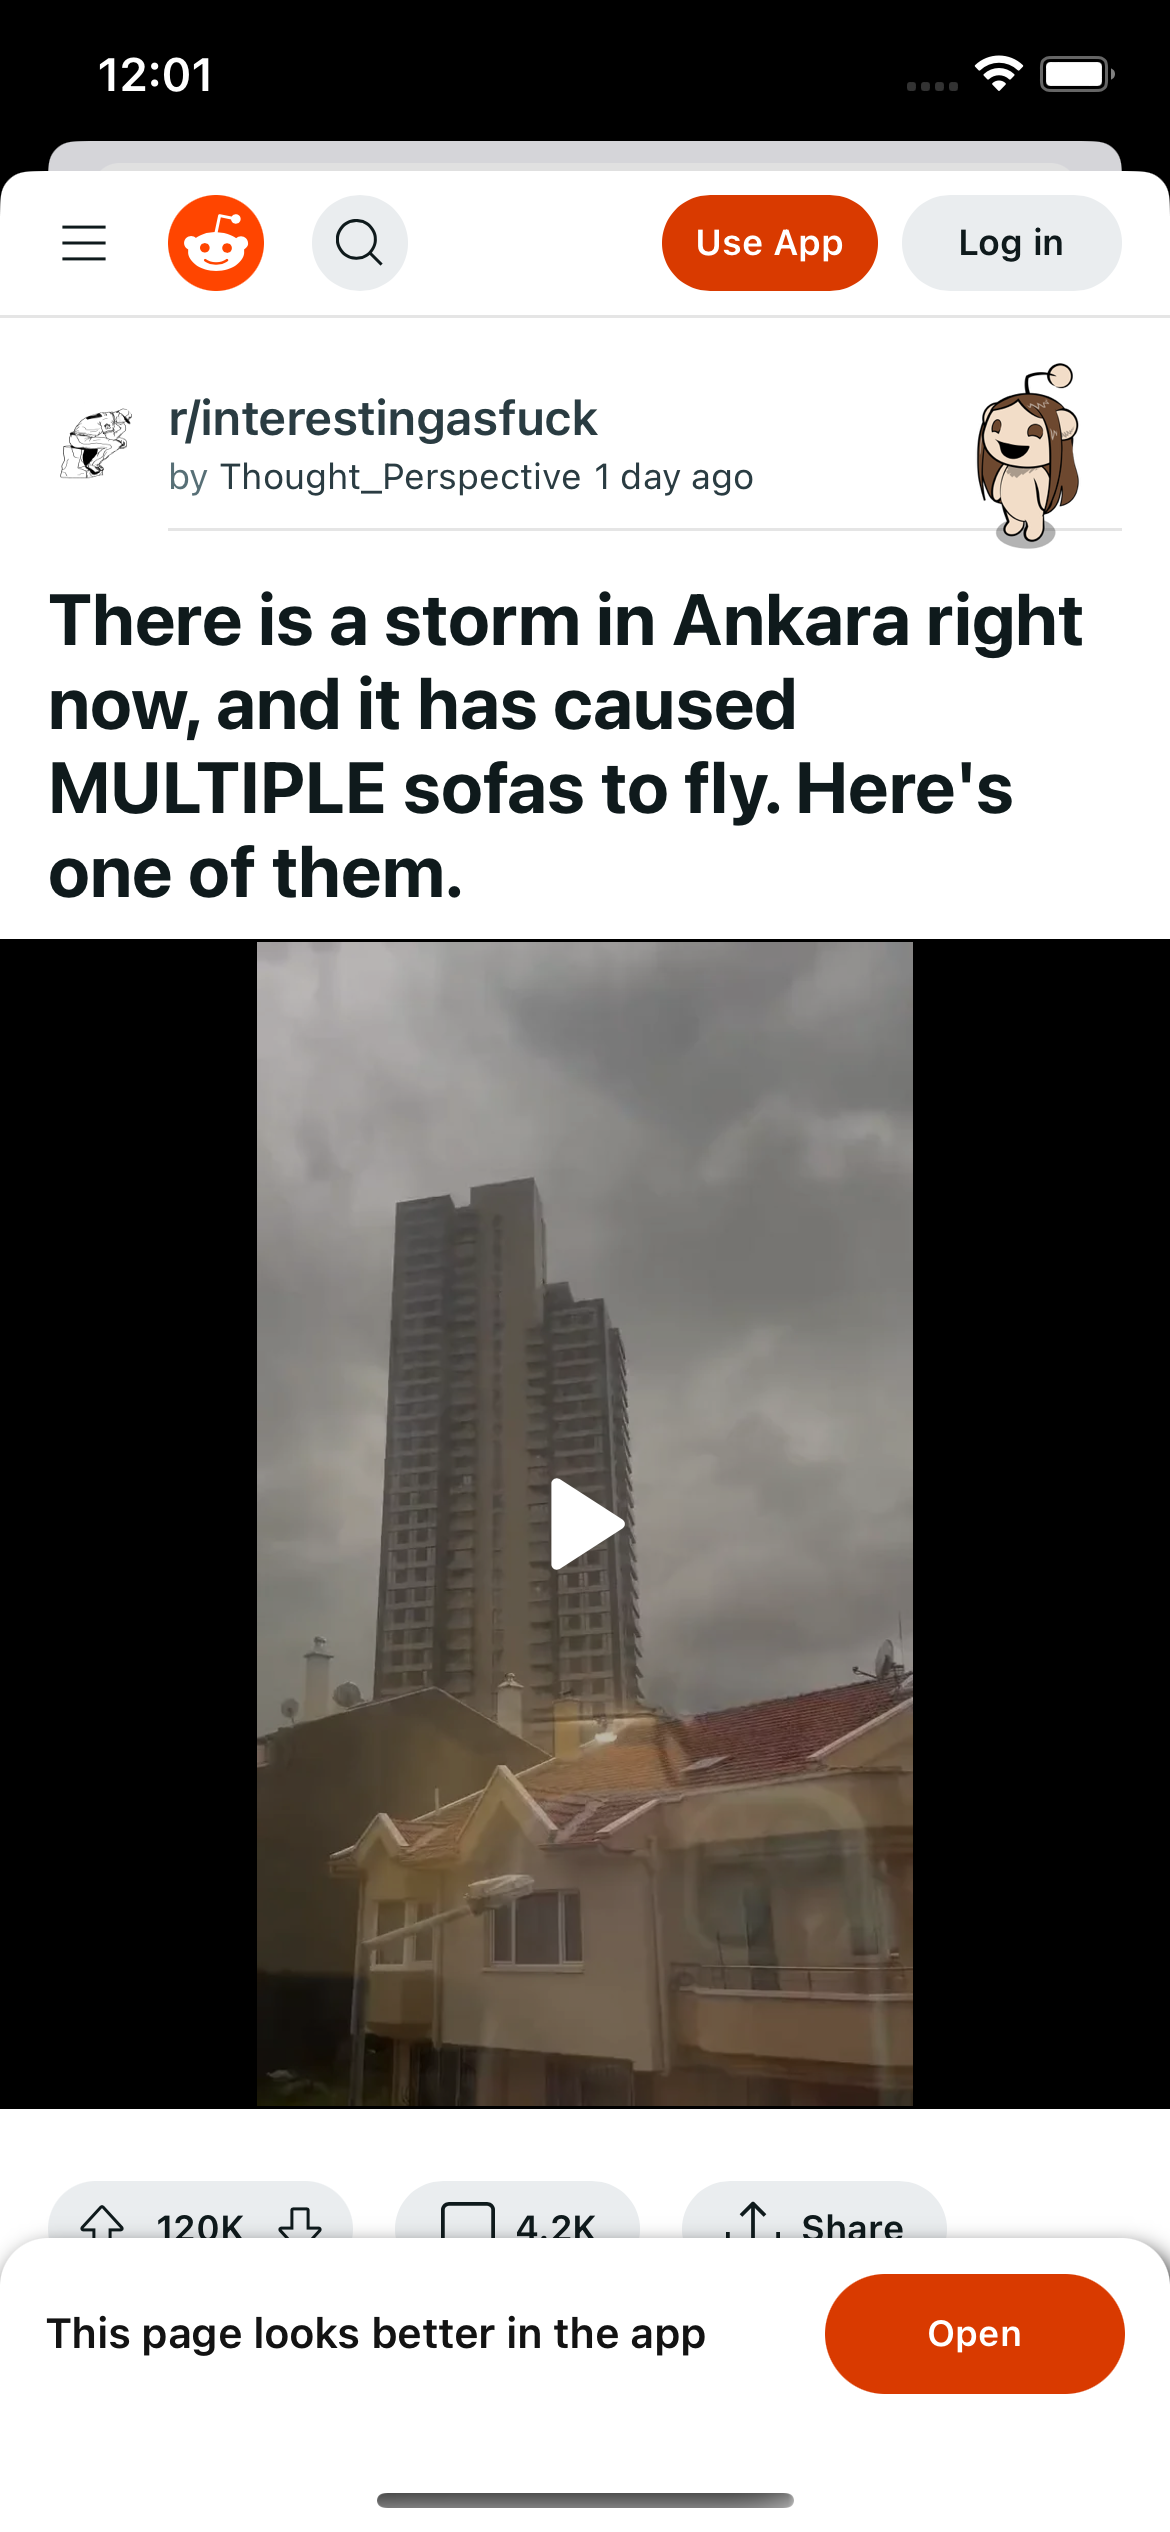 12:01
Use App
Log in
r/interestingasfuck
by Thought_Perspective 1 day ago
There is a storm in Ankara right
now, and it has caused
MULTIPLE sofas to fly. Here's
one of them.
120K
4.2K
Share
This page looks better in the app
Open